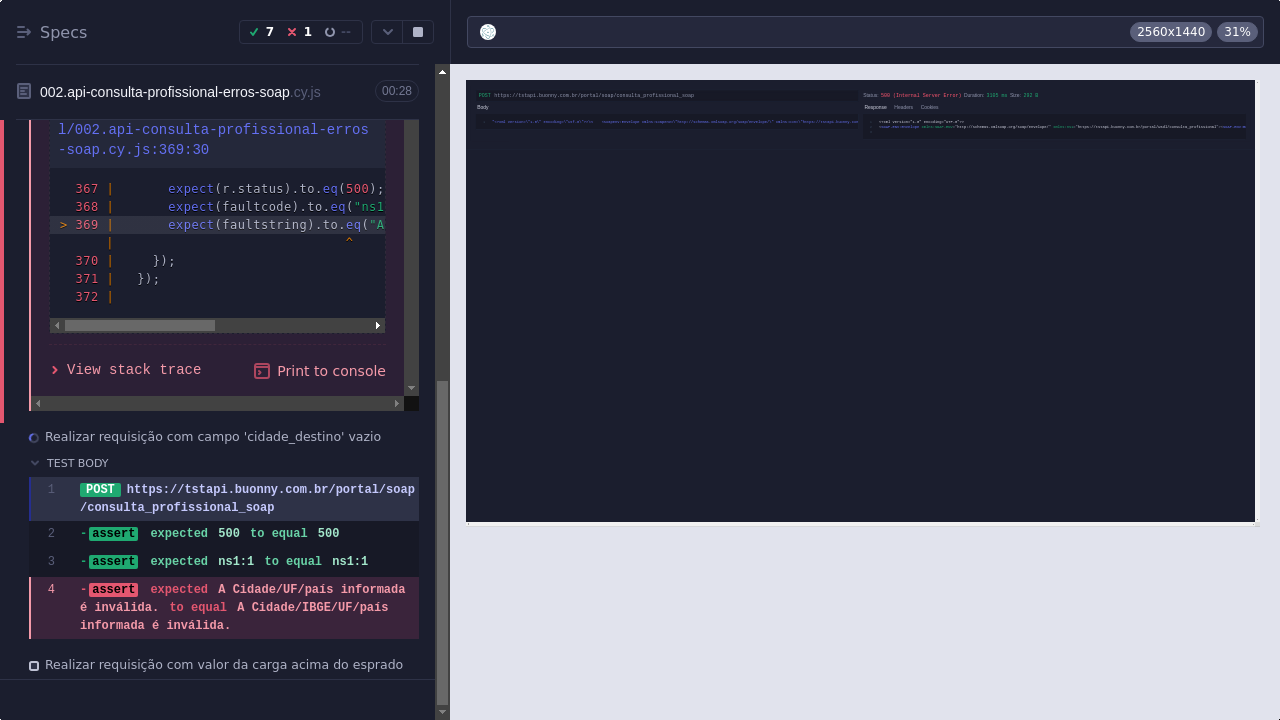 Specs
7
1
--
002.api-consulta-profissional-erros-soap.cy.js
00:28
l/002.api-consulta-profissional-erros
-soap.cy.js:369:30
367 | expect(r.status).to.eq(500);
368 | expect(faultcode).to.eq("ns1
> 369 | expect(faultstring).to.eq("A
| ^
370 | });
371 | });
372 |
View stack trace
Print to console
Realizar requisição com campo 'cidade_destino' vazio
TEST BODY
1 POST https://tstapi.buonny.com.br/portal/soap
/consulta_profissional_soap
2 -assert expected 500 to equal 500
3 -assert expected ns1:1 to equal ns1:1
4 -assert expected A Cidade/UF/país informada
é inválida. to equal A Cidade/IBGE/UF/país
informada é inválida.
Realizar requisição com valor da carga acima do esprado
2560x1440
31%
POST https://tstapi.buonny.com.br/portal/soap/consulta_profissional_soap
Body
Status: 500 (Internal Server Error) Duration: 2165 ms Size: 292 B
Response Headers Cookies